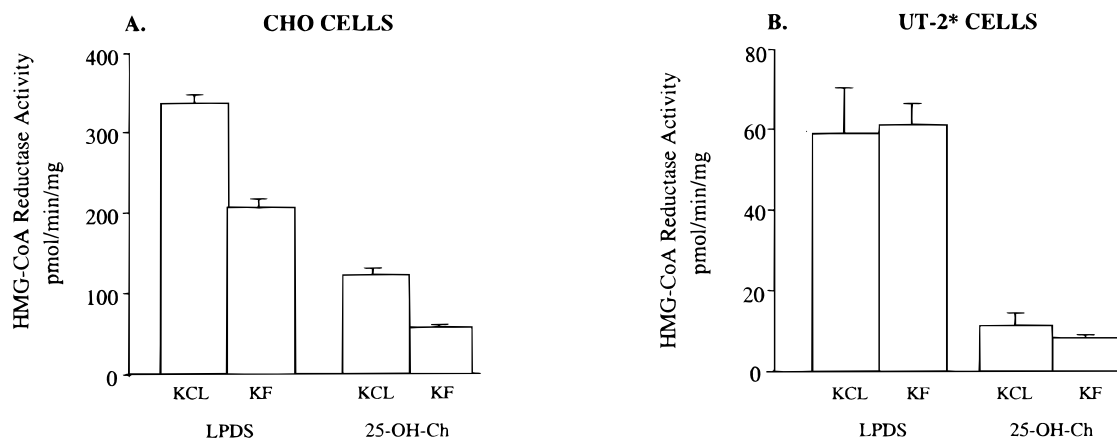 A. CHO CELLS
HMG-CoA Reductase Activity
pmol/min/mg
400
300
200
100
0
KCL KF KCL KF
LPDS 25-OH-Ch
B. UT-2* CELLS
HMG-CoA Reductase Activity
pmol/min/mg
80
60
40
20
0
KCL KF KCL KF
LPDS 25-OH-Ch